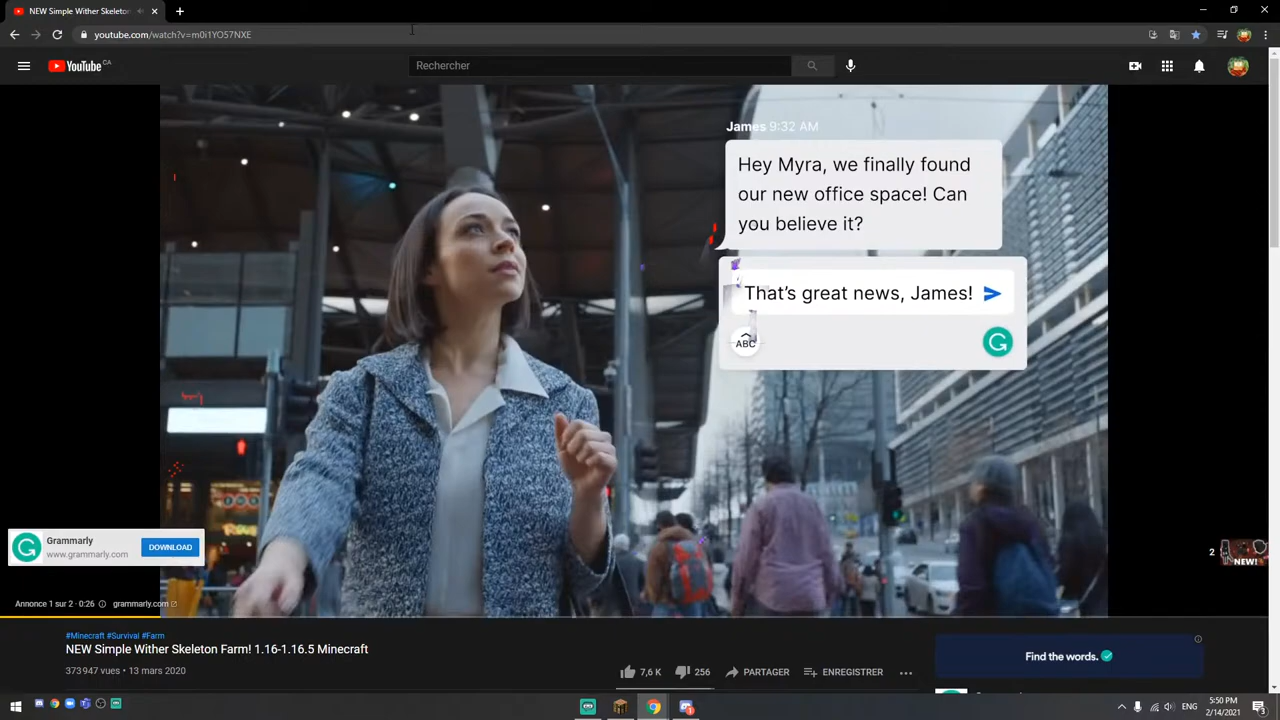 NEW Simple Wither Skeleton
youtube.com/watch?v=m0i1YO57NXE
YouTube CA
Rechercher
James 9:32 AM
Hey Myra, we finally found
our new office space! Can
you believe it?
That's great news, James!
ABC
Grammarly
www.grammarly.com
DOWNLOAD
2
NEW!
Annonce 1 sur 2 · 0:26
grammarly.com
#Minecraft #Survival #Farm
NEW Simple Wither Skeleton Farm! 1.16-1.16.5 Minecraft
373 947 vues • 13 mars 2020
7,6 K
256
PARTAGER
ENREGISTRER
Find the words.
5:50 PM
ENG
2/14/2021
3